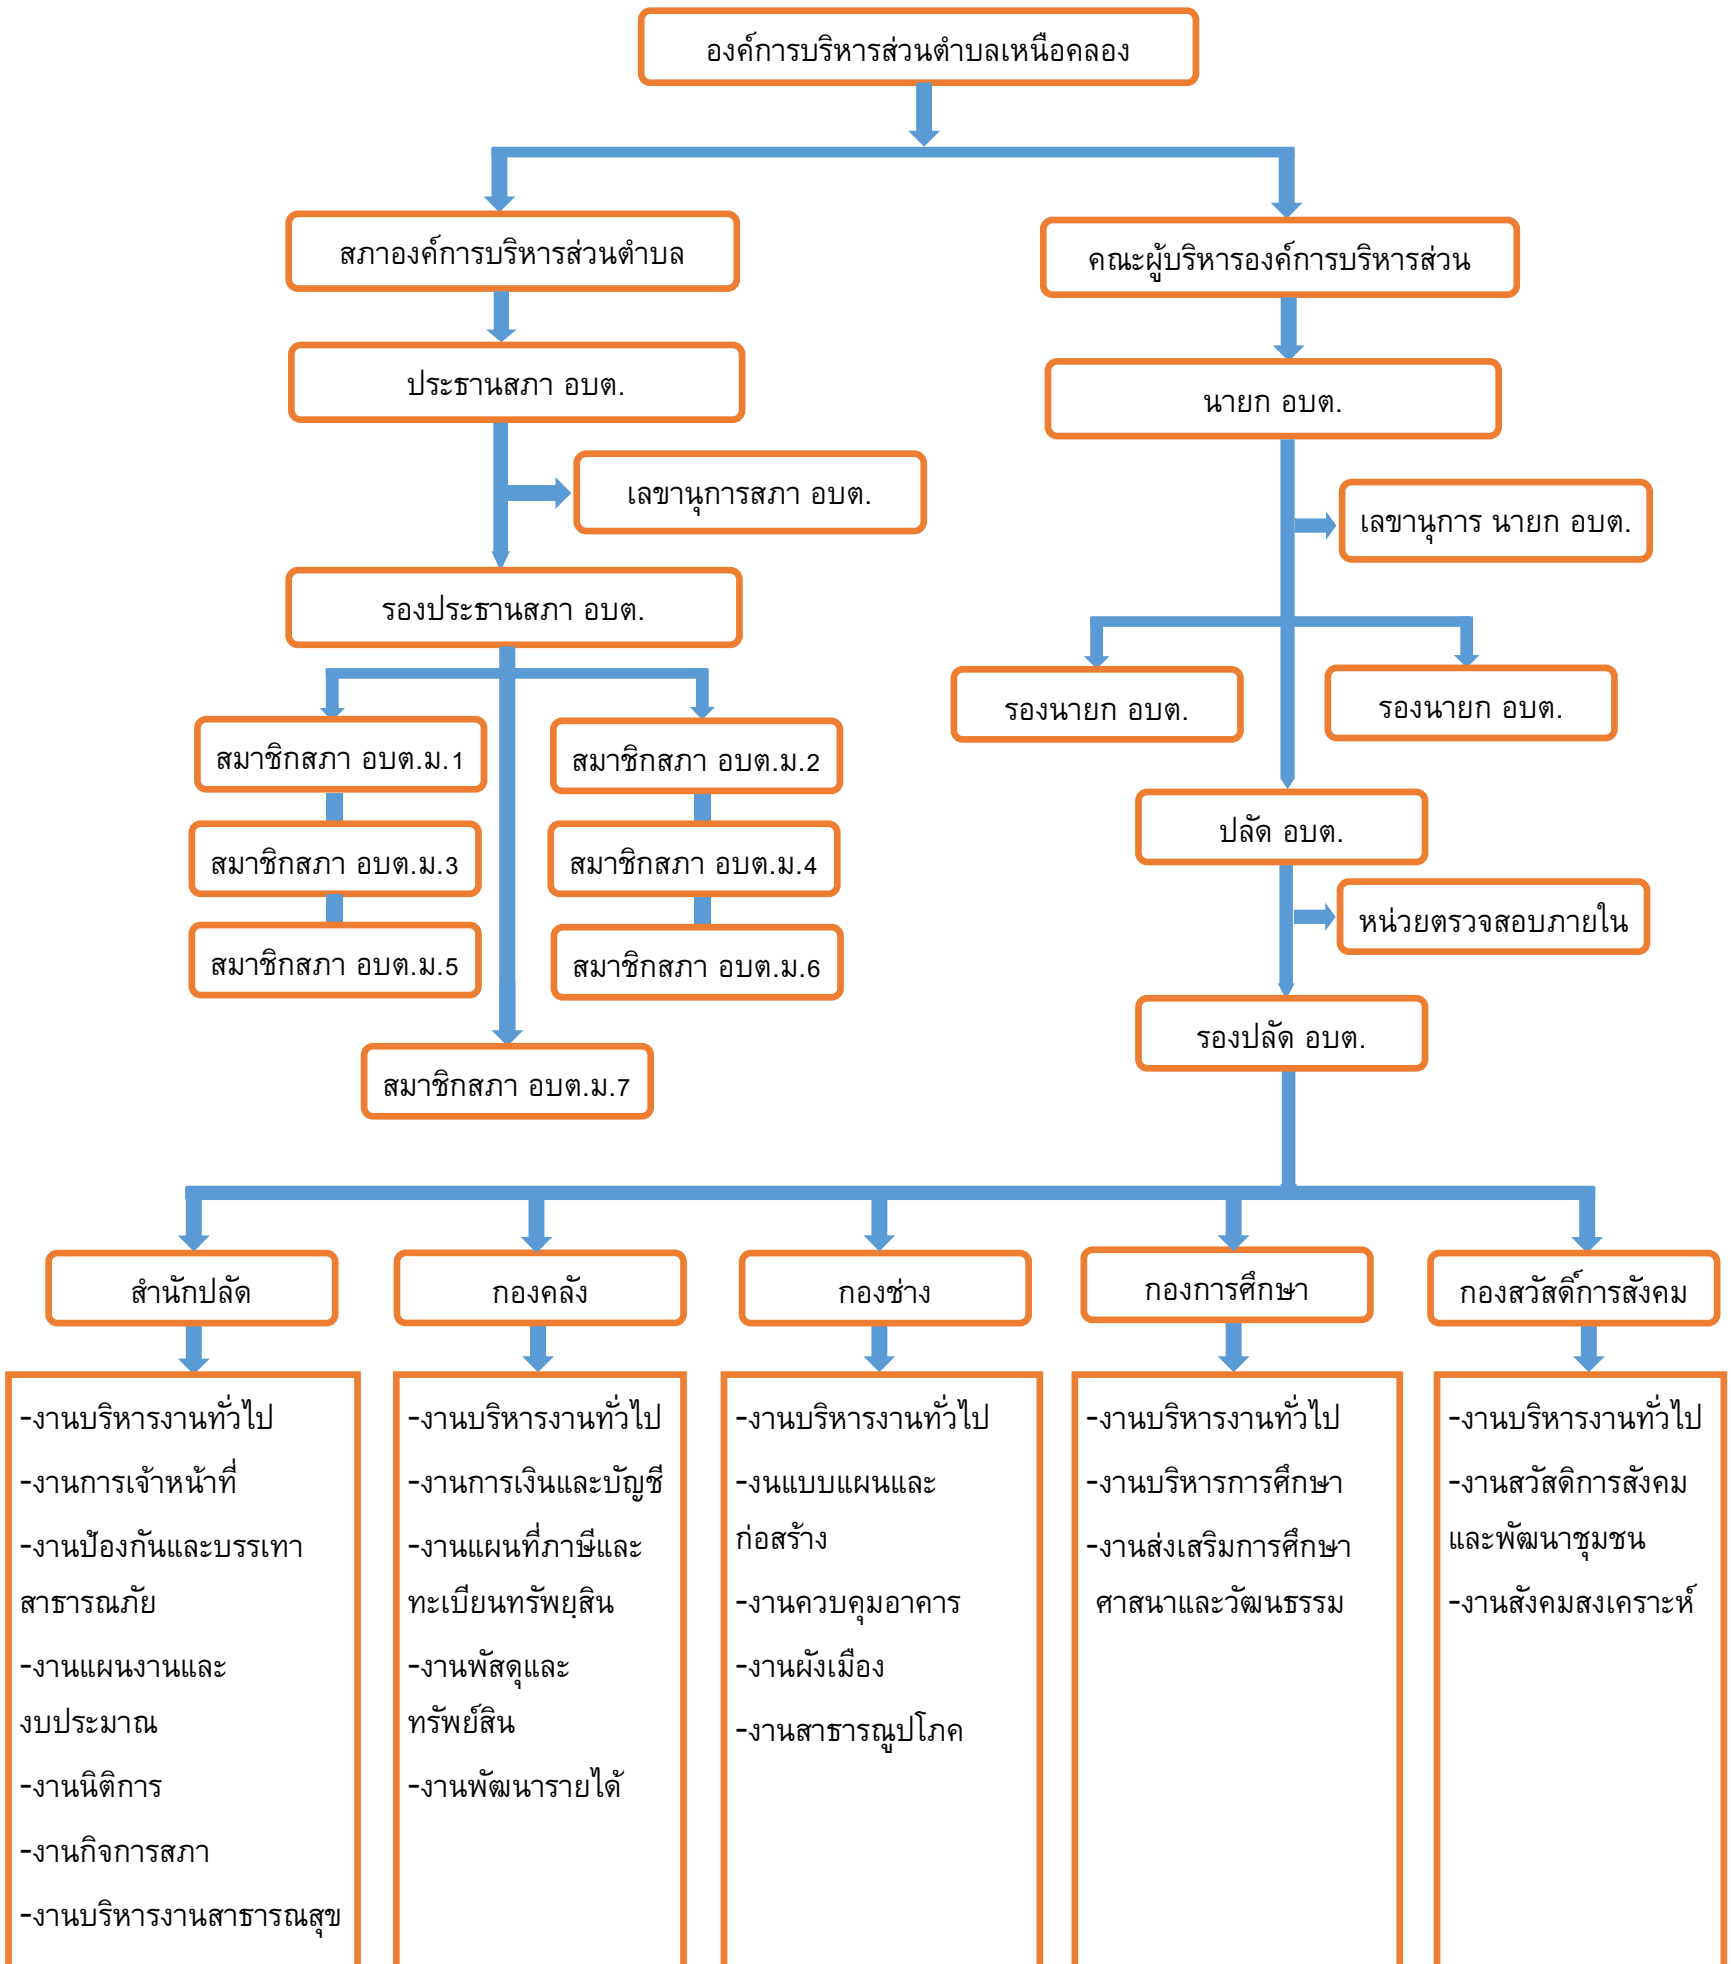 องค์การบริหารส่วนตำบลเหนือคลอง
สภาองค์การบริหารส่วนตำบล
คณะผู้บริหารองค์การบริหารส่วน
ประธานสภา อบต.
นายก อบต.
เลขานุการสภา อบต.
เลขานุการ นายก อบต.
รองประธานสภา อบต.
รองนายก อบต.
รองนายก อบต.
สมาชิกสภา อบต.ม.1
สมาชิกสภา อบต.ม.2
สมาชิกสภา อบต.ม.3
สมาชิกสภา อบต.ม.4
สมาชิกสภา อบต.ม.5
สมาชิกสภา อบต.ม.6
สมาชิกสภา อบต.ม.7
ปลัด อบต.
หน่วยตรวจสอบภายใน
รองปลัด อบต.
สำนักปลัด
กองคลัง
กองช่าง
กองการศึกษา
กองสวัสดิ์การสังคม
-งานบริหารงานทั่วไป
-งานการเจ้าหน้าที่
-งานป้องกันและบรรเทา
สาธารณภัย
-งานแผนงานและ
งบประมาณ
-งานนิติการ
-งานกิจการสภา
-งานบริหารงานสาธารณสุข
-งานบริหารงานทั่วไป
-งานการเงินและบัญชี
-งานแผนที่ภาษีและ
ทะเบียนทรัพยฺสิน
-งานพัสดุและ
ทรัพย์สิน
-งานพัฒนารายได้
-งานบริหารงานทั่วไป
-งนแบบแผนและ
ก่อสร้าง
-งานควบคุมอาคาร
-งานผังเมือง
-งานสาธารณูปโภค
-งานบริหารงานทั่วไป
-งานบริหารการศึกษา
-งานส่งเสริมการศึกษา
ศาสนาและวัฒนธรรม
-งานบริหารงานทั่วไป
-งานสวัสดิการสังคม
และพัฒนาชุมชน
-งานสังคมสงเคราะห์